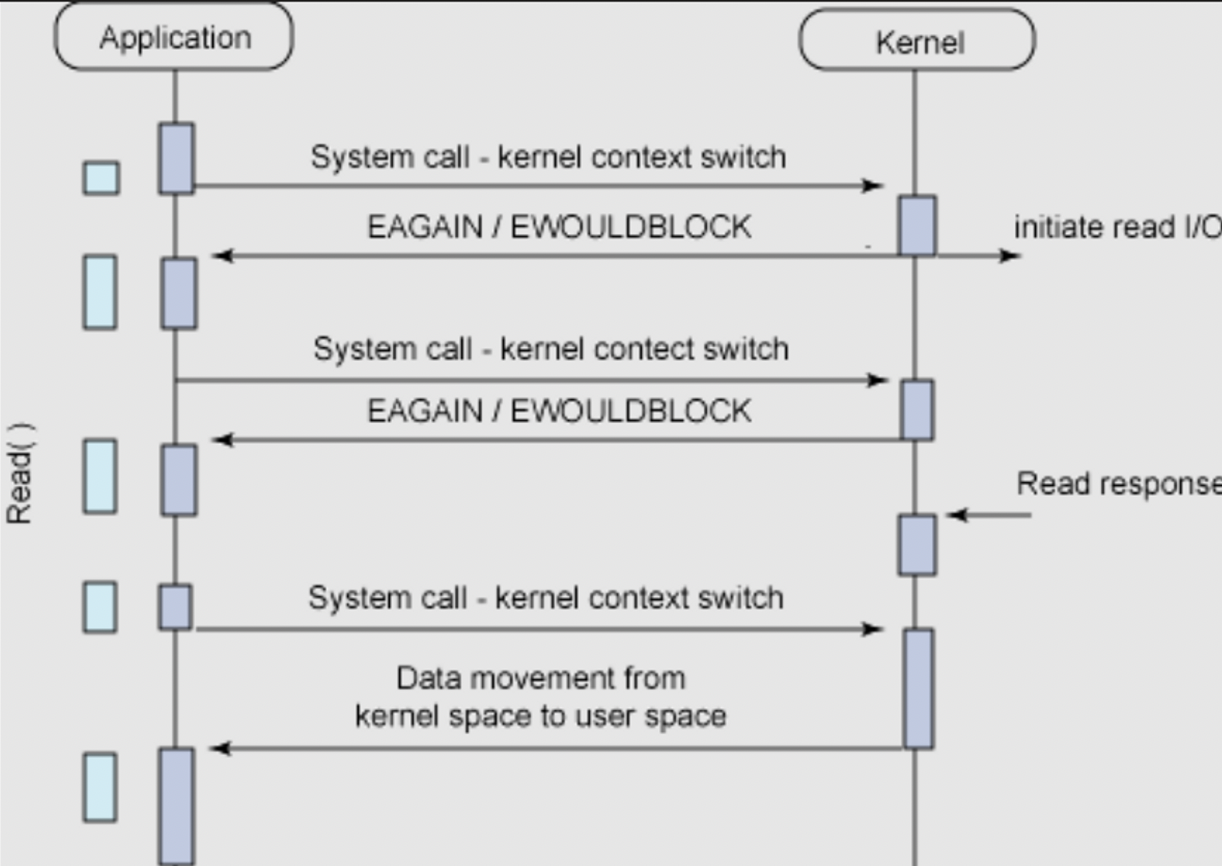 Application
Kernel
System call - kernel context switch
EAGAIN / EWOULDBLOCK
initiate read I/O
System call - kernel contect switch
EAGAIN / EWOULDBLOCK
Read( )
Read response
System call - kernel context switch
Data movement from
kernel space to user space